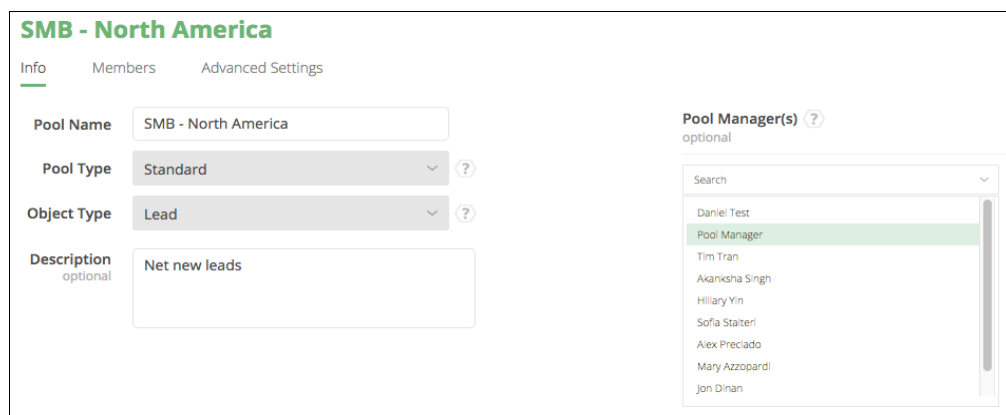 SMB - North America
Info Members Advanced Settings
Pool Name SMB - North America
Pool Type Standard ?
Object Type Lead ?
Description
optional
Net new leads
Pool Manager(s) ?
optional
Search
Daniel Test
Pool Manager
Tim Tran
Akanksha Singh
Hillary Yin
Sofia Staiteri
Alex Preciado
Mary Azzopardi
Jon Dinan